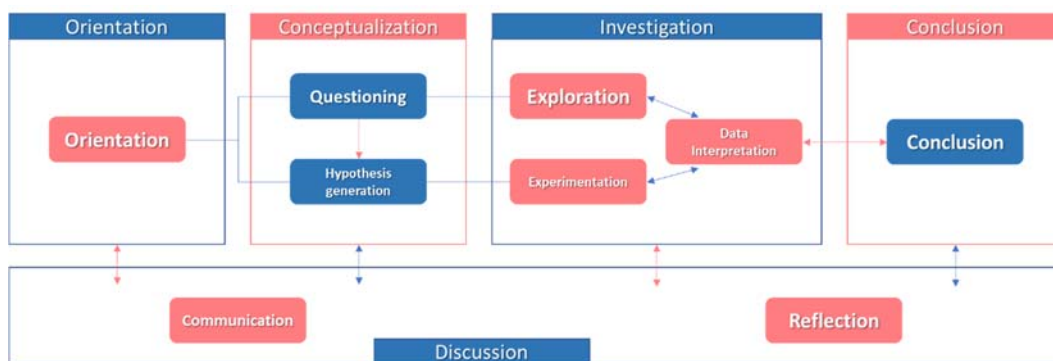 Orientation
Conceptualization
Investigation
Conclusion
Orientation
Questioning
Hypothesis
generation
Exploration
Experimentation
Data
Interpretation
Conclusion
Communication
Reflection
Discussion